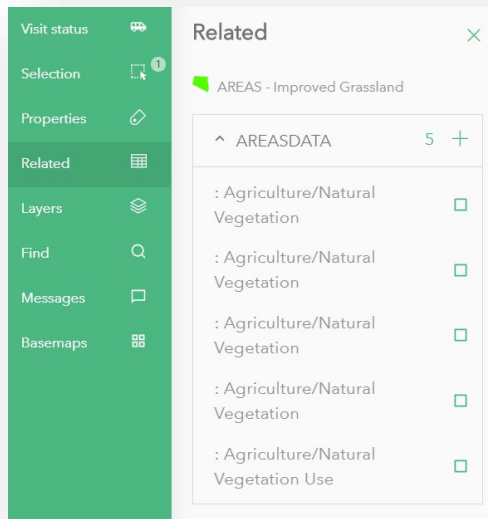 Visit status
Selection
1
Properties
Related
Layers
Find
Messages
Basemaps
Related
AREAS - Improved Grassland
AREASDATA 5
: Agriculture/Natural
Vegetation
: Agriculture/Natural
Vegetation
: Agriculture/Natural
Vegetation
: Agriculture/Natural
Vegetation
: Agriculture/Natural
Vegetation Use